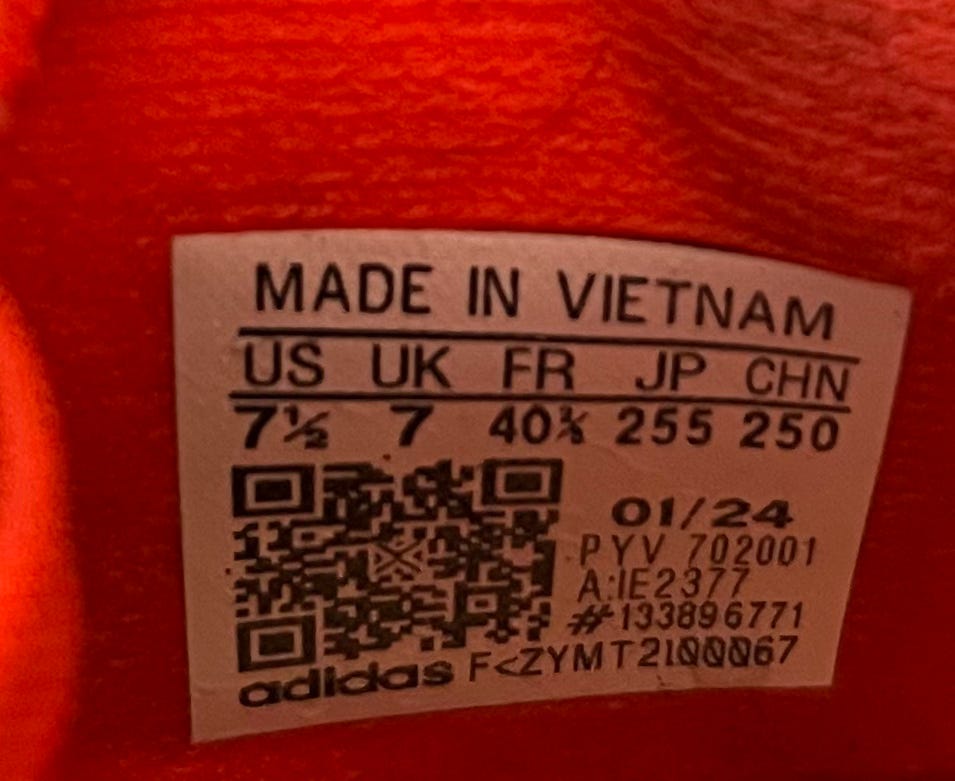 MADE IN VIETNAM
US UK FR JP CHN
7½ 7 40⅔ 255 250
01/24
PYV 702001
A:IE2377
#133896771
adidas F<ZYMT2100067